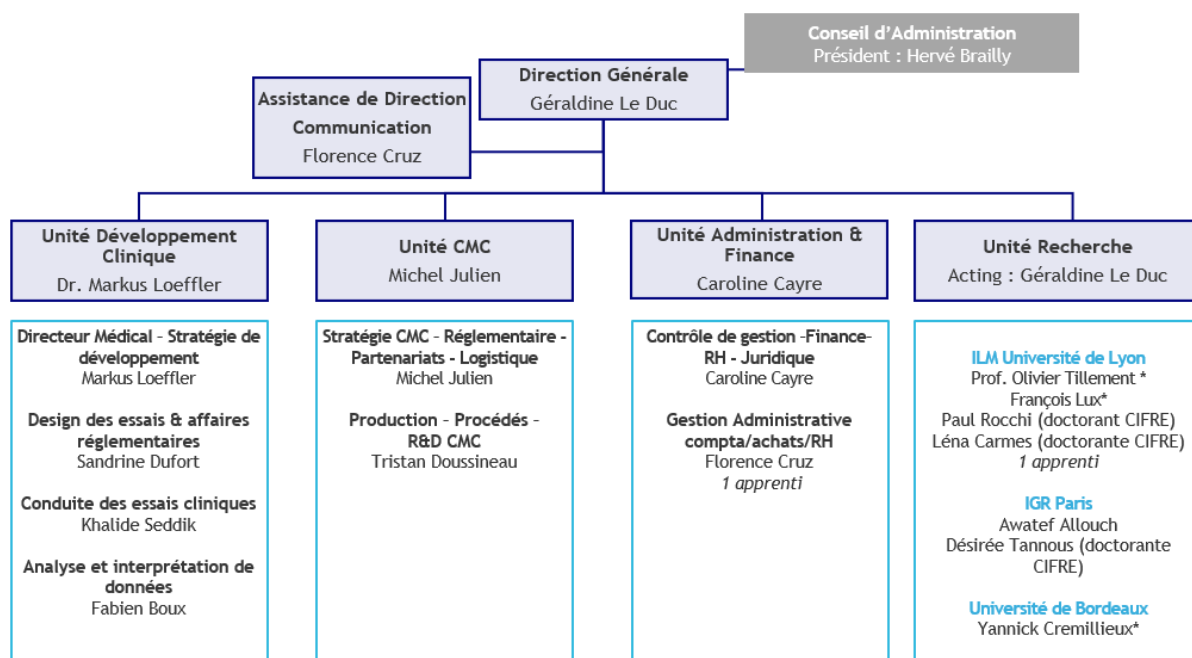 Conseil d'Administration
Président : Hervé Brailly
Direction Générale
Géraldine Le Duc
Assistance de Direction
Communication
Florence Cruz
Unité Développement
Clinique
Dr. Markus Loeffler
Unité CMC
Michel Julien
Unité Administration &
Finance
Caroline Cayre
Unité Recherche
Acting : Géraldine Le Duc
Directeur Médical – Stratégie de
développement
Markus Loeffler
Design des essais & affaires
réglementaires
Sandrine Dufort
Conduite des essais cliniques
Khalide Seddik
Analyse et interprétation de
données
Fabien Boux
Stratégie CMC – Réglementaire -
Partenariats - Logistique
Michel Julien
Production – Procédés –
R&D CMC
Tristan Doussineau
Contrôle de gestion –Finance–
RH - Juridique
Caroline Cayre
Gestion Administrative
compta/achats/RH
Florence Cruz
1 apprenti
ILM Université de Lyon
Prof. Olivier Tillement *
François Lux*
Paul Rocchi (doctorant CIFRE)
Léna Carmes (doctorante CIFRE)
1 apprenti
IGR Paris
Awatef Allouch
Désirée Tannous (doctorante
CIFRE)
Université de Bordeaux
Yannick Cremillieux*